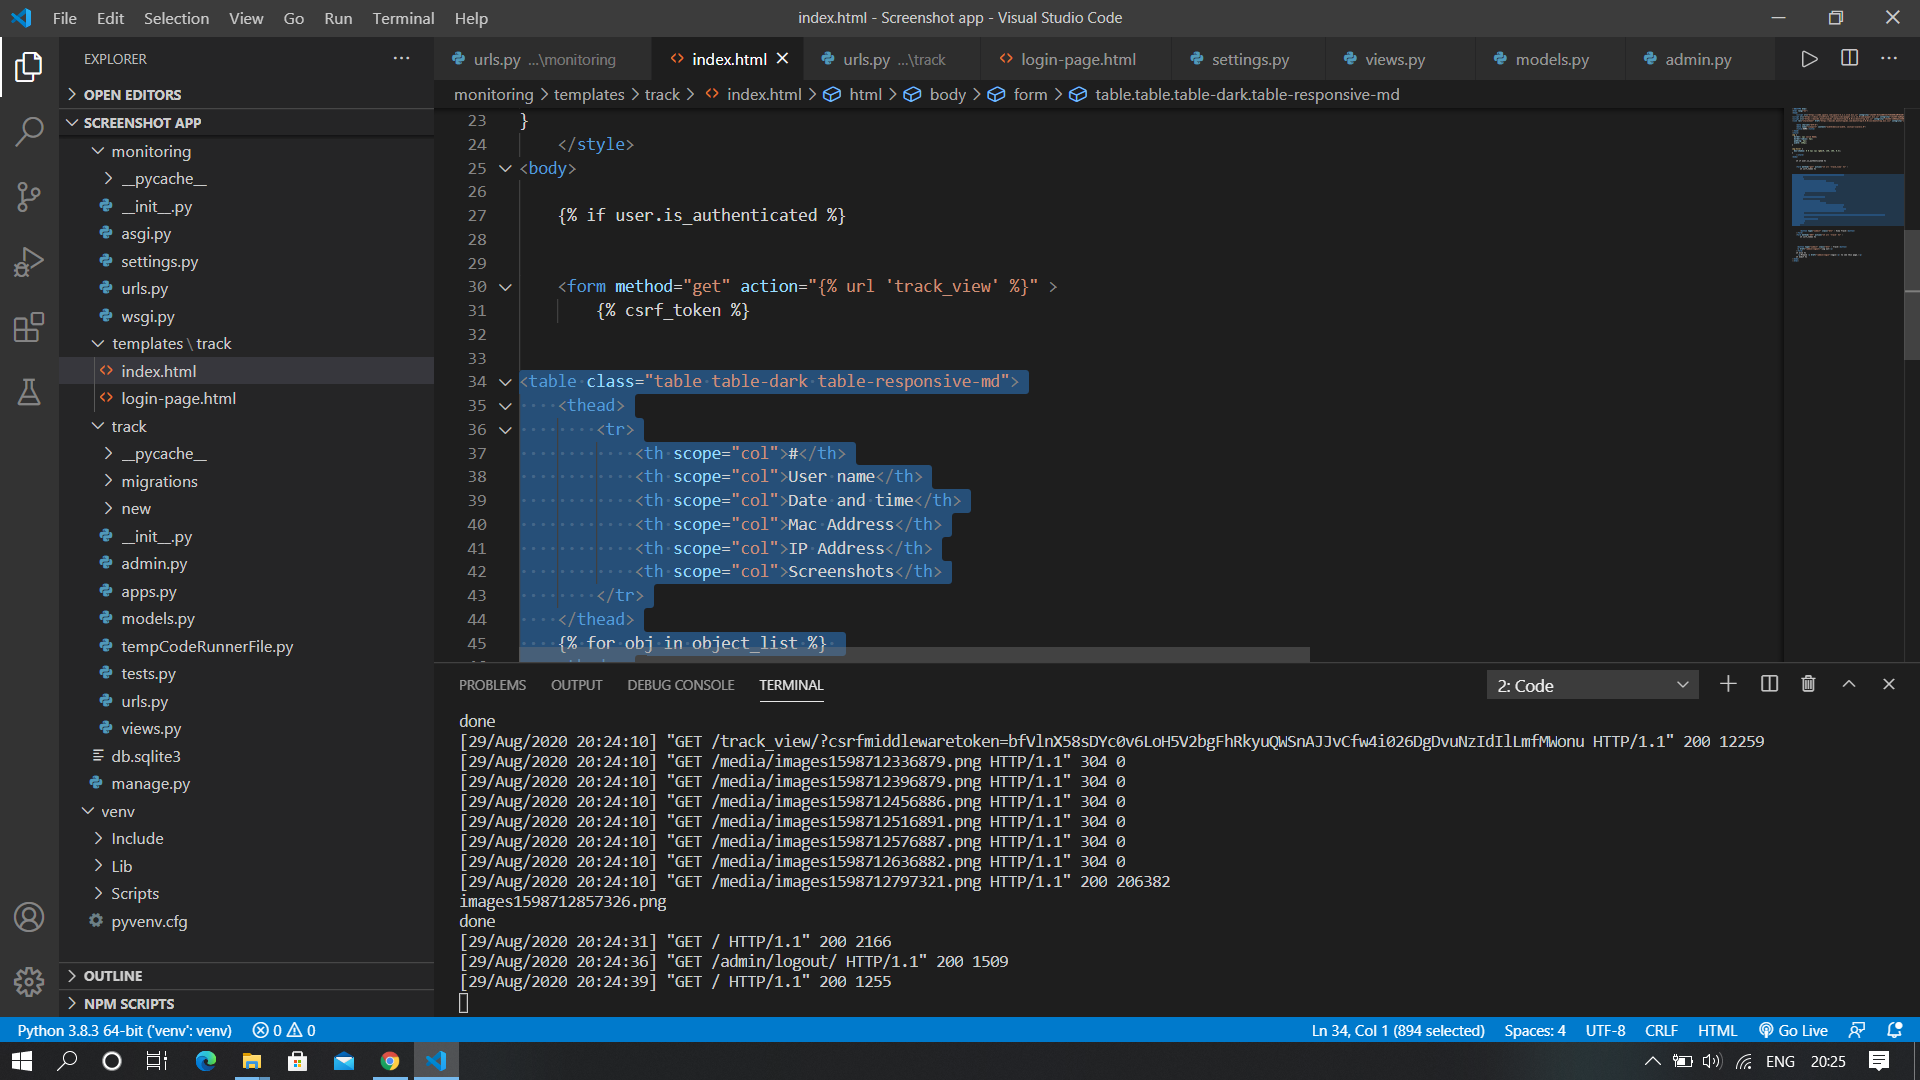 File Edit Selection View Go Run Terminal Help
index.html - Screenshot app - Visual Studio Code
EXPLORER
OPEN EDITORS
SCREENSHOT APP
monitoring
__pycache__
__init__.py
asgi.py
settings.py
urls.py
wsgi.py
templates \ track
index.html
login-page.html
track
__pycache__
migrations
new
__init__.py
admin.py
apps.py
models.py
tempCodeRunnerFile.py
tests.py
urls.py
views.py
db.sqlite3
manage.py
venv
Include
Lib
Scripts
pyvenv.cfg
OUTLINE
NPM SCRIPTS
urls.py ...\monitoring index.html urls.py ...\track login-page.html settings.py views.py models.py admin.py
monitoring > templates > track > index.html > html > body > form > table.table.table-dark.table-responsive-md
23 }
24 </style>
25 <body>
26
27 {% if user.is_authenticated %}
28
29
30 <form method="get" action="{% url 'track_view' %}" >
31 {% csrf_token %}
32
33
34 <table class="table table-dark table-responsive-md">
35 <thead>
36 <tr>
37 <th scope="col">#</th>
38 <th scope="col">User name</th>
39 <th scope="col">Date and time</th>
40 <th scope="col">Mac Address</th>
41 <th scope="col">IP Address</th>
42 <th scope="col">Screenshots</th>
43 </tr>
44 </thead>
45 {% for obj in object_list %}
PROBLEMS OUTPUT DEBUG CONSOLE TERMINAL
2: Code
done
[29/Aug/2020 20:24:10] "GET /track_view/?csrfmiddlewaretoken=bfVlnX58sDYc0v6LoH5V2bgFhRkyuQWSnAJJvCfw4i026DgDvuNzIdIlLmfMWonu HTTP/1.1" 200 12259
[29/Aug/2020 20:24:10] "GET /media/images1598712336879.png HTTP/1.1" 304 0
[29/Aug/2020 20:24:10] "GET /media/images1598712396879.png HTTP/1.1" 304 0
[29/Aug/2020 20:24:10] "GET /media/images1598712456886.png HTTP/1.1" 304 0
[29/Aug/2020 20:24:10] "GET /media/images1598712516891.png HTTP/1.1" 304 0
[29/Aug/2020 20:24:10] "GET /media/images1598712576887.png HTTP/1.1" 304 0
[29/Aug/2020 20:24:10] "GET /media/images1598712636882.png HTTP/1.1" 304 0
[29/Aug/2020 20:24:10] "GET /media/images1598712797321.png HTTP/1.1" 200 206382
images1598712857326.png
done
[29/Aug/2020 20:24:31] "GET / HTTP/1.1" 200 2166
[29/Aug/2020 20:24:36] "GET /admin/logout/ HTTP/1.1" 200 1509
[29/Aug/2020 20:24:39] "GET / HTTP/1.1" 200 1255
Python 3.8.3 64-bit ('venv': venv) 0 0
Ln 34, Col 1 (894 selected) Spaces: 4 UTF-8 CRLF HTML Go Live
ENG 20:25